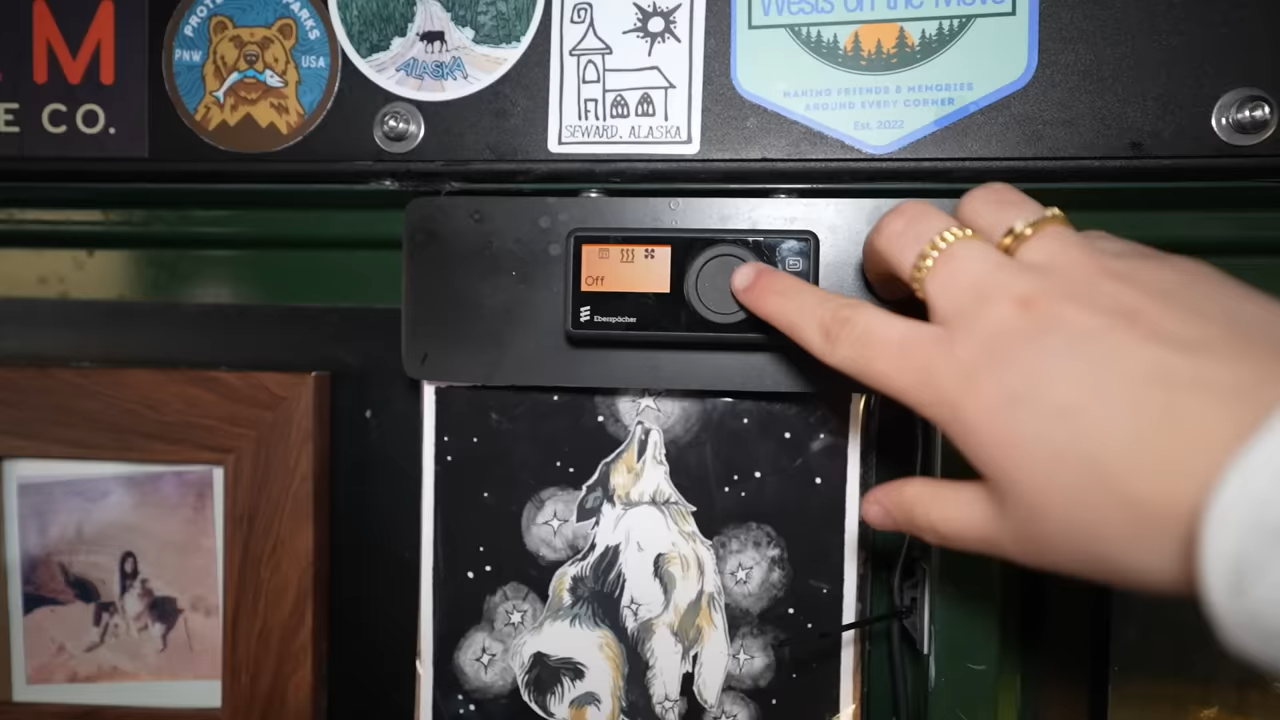 M
E CO.
PROTE
PARKS
PNW
USA
ALASKA
SEWARD, ALASKA
Wests on the Move
MAKING FRIENDS & MEMORIES
AROUND EVERY CORNER
Est. 2022
Off
Eberspächer